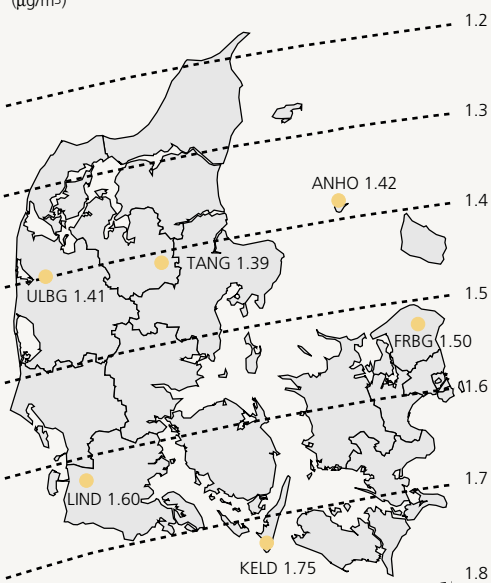 (µg/m³)
1.2
1.3
ANHO 1.42
1.4
TANG 1.39
ULBG 1.41
1.5
FRBG 1.50
1.6
1.7
LIND 1.60
KELD 1.75
1.8